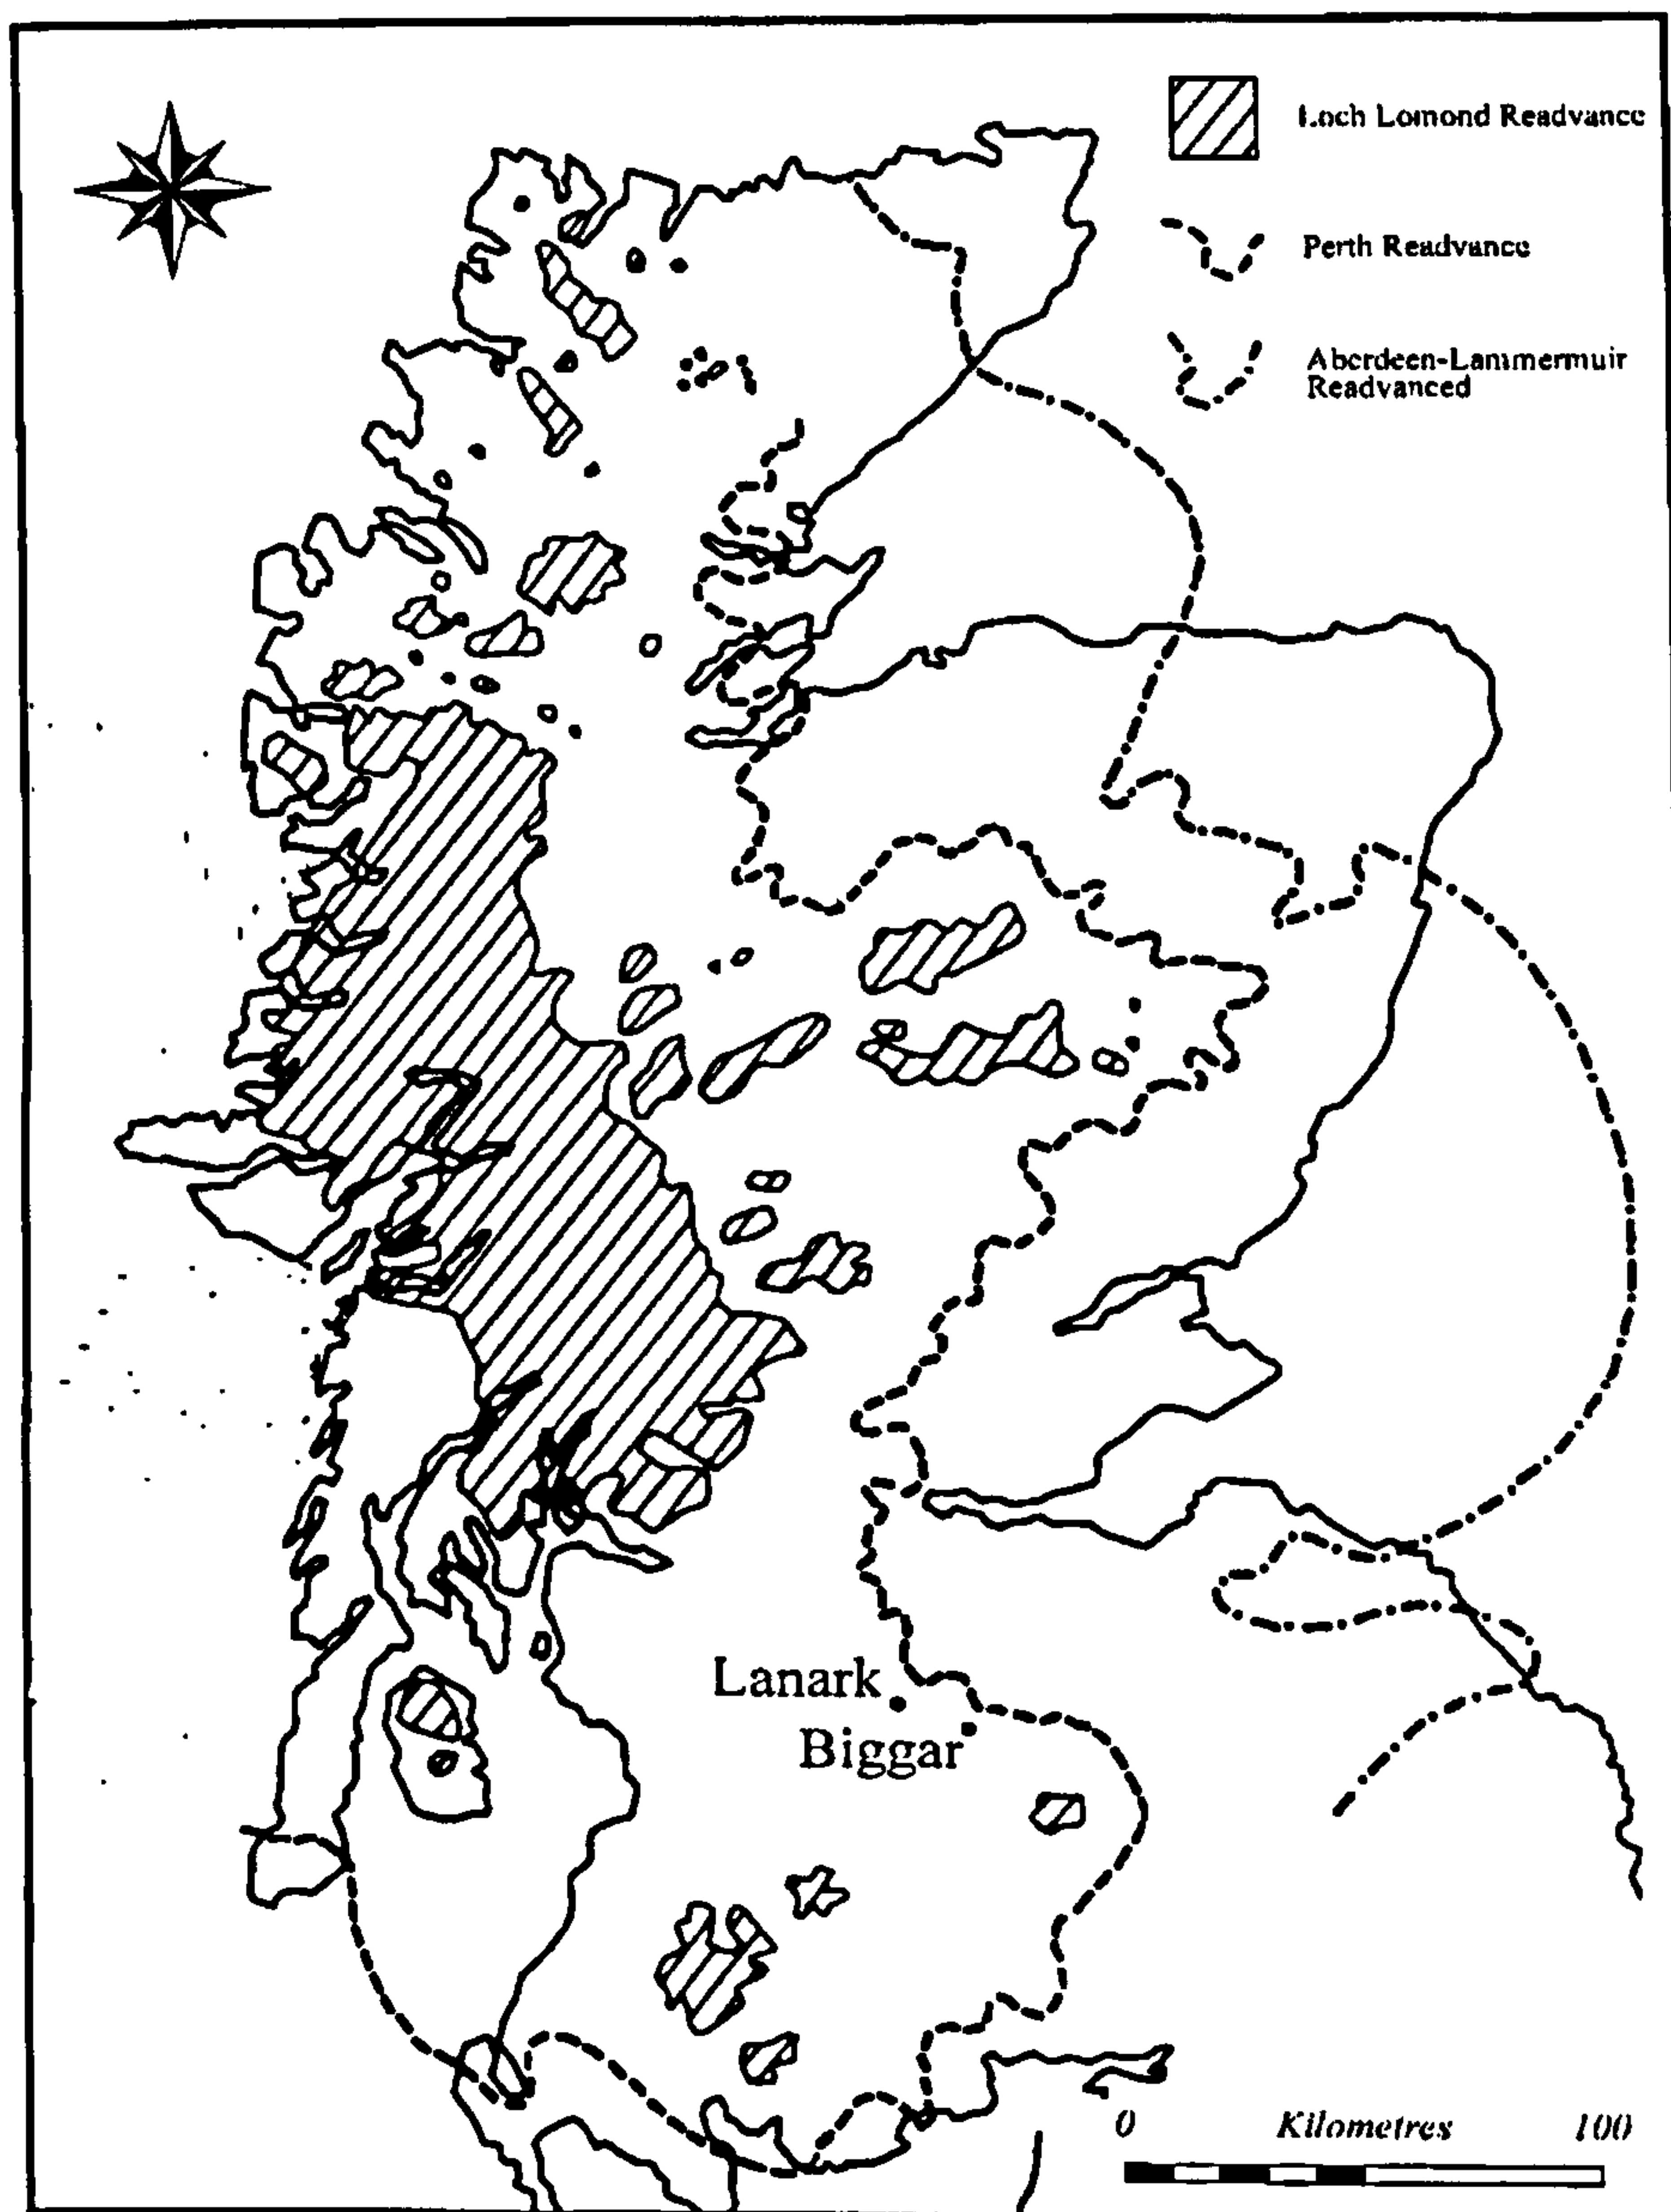 Loch Lomond Readvance
Perth Readvance
Aberdeen-Lammermuir
Readvanced
Lanark
Biggar
0 Kilometres 100